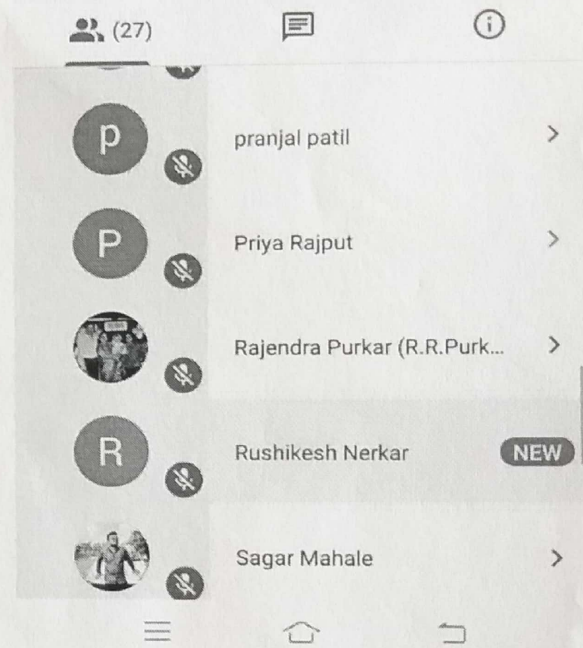 (27)
p
pranjal patil
P
Priya Rajput
Rajendra Purkar (R.R.Purk...
R
Rushikesh Nerkar
NEW
Sagar Mahale